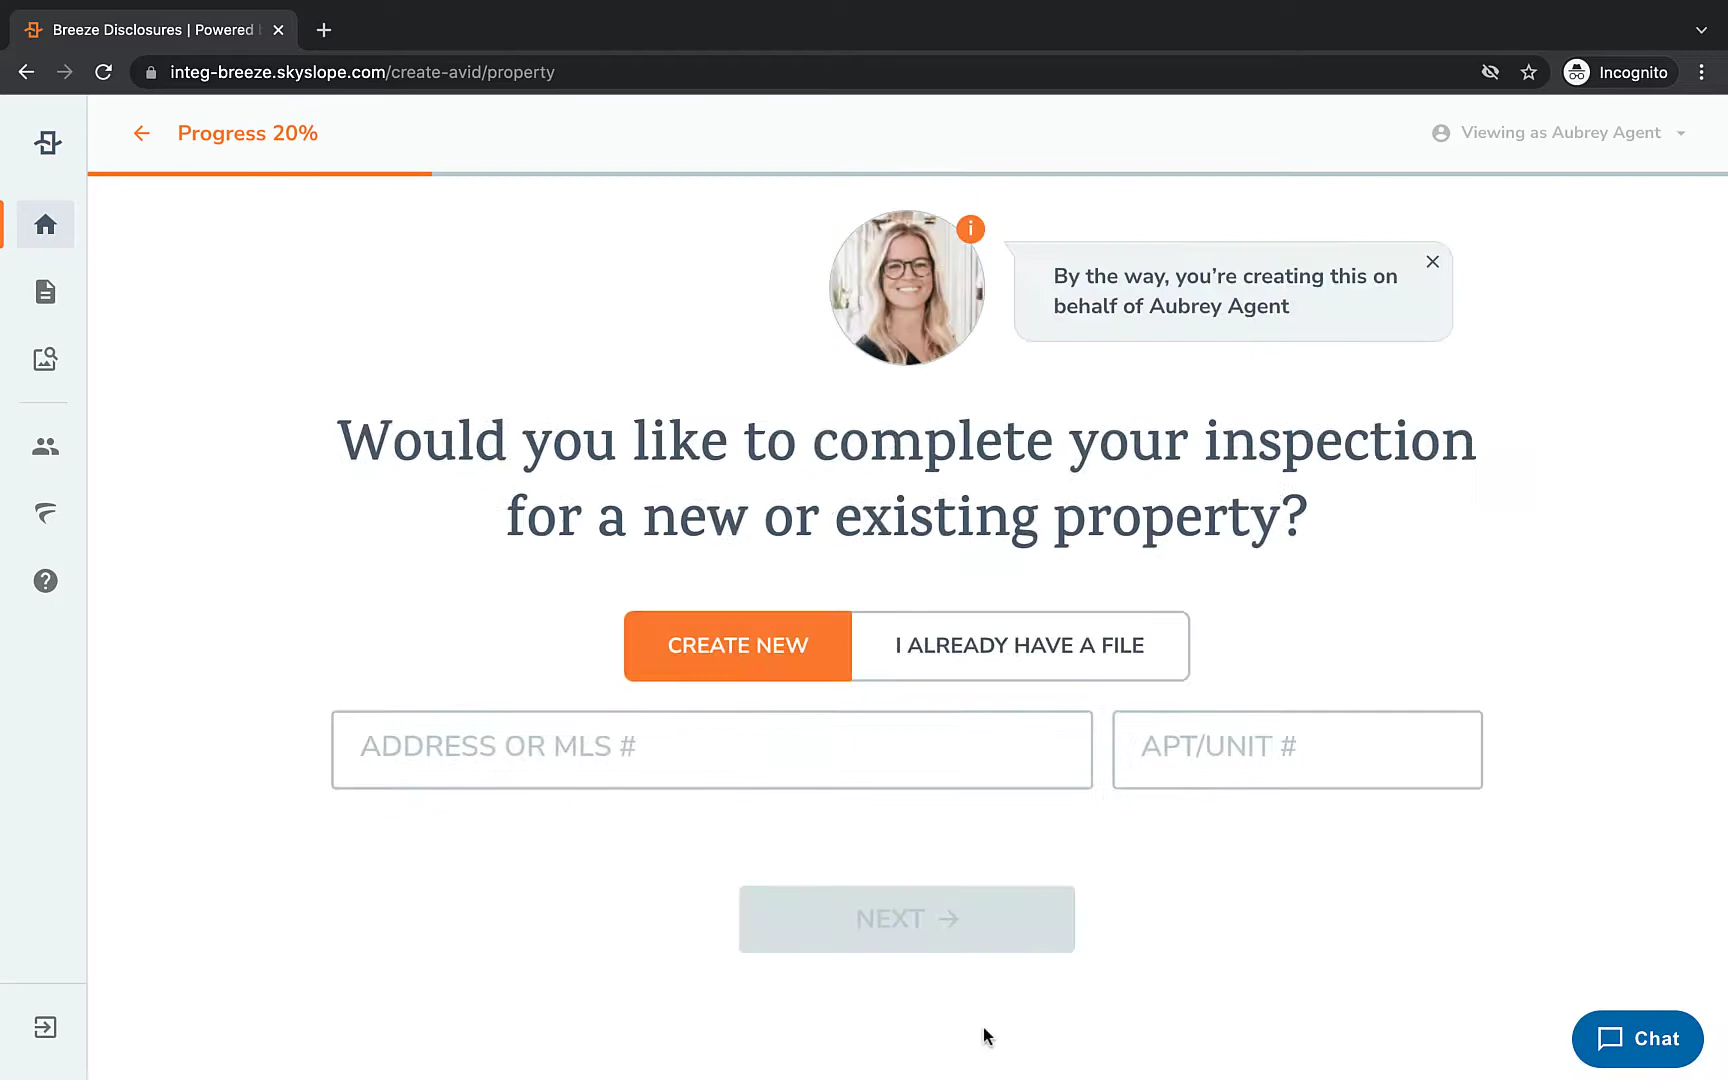 Breeze Disclosures | Powered
integ-breeze.skyslope.com/create-avid/property
Incognito
Progress 20%
Viewing as Aubrey Agent
i
By the way, you're creating this on
behalf of Aubrey Agent
Would you like to complete your inspection
for a new or existing property?
CREATE NEW
I ALREADY HAVE A FILE
ADDRESS OR MLS #
APT/UNIT #
NEXT →
Chat